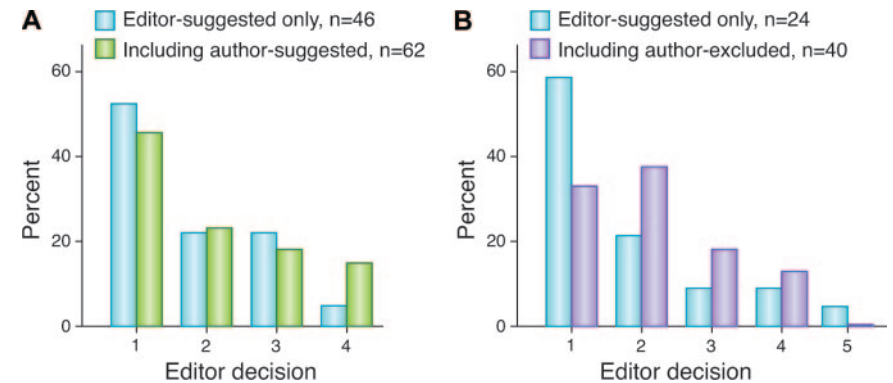 A
Editor-suggested only, n=46
Including author-suggested, n=62
60
40
20
0
Percent
1 2 3 4
Editor decision
B
Editor-suggested only, n=24
Including author-excluded, n=40
60
40
20
0
Percent
1 2 3 4 5
Editor decision